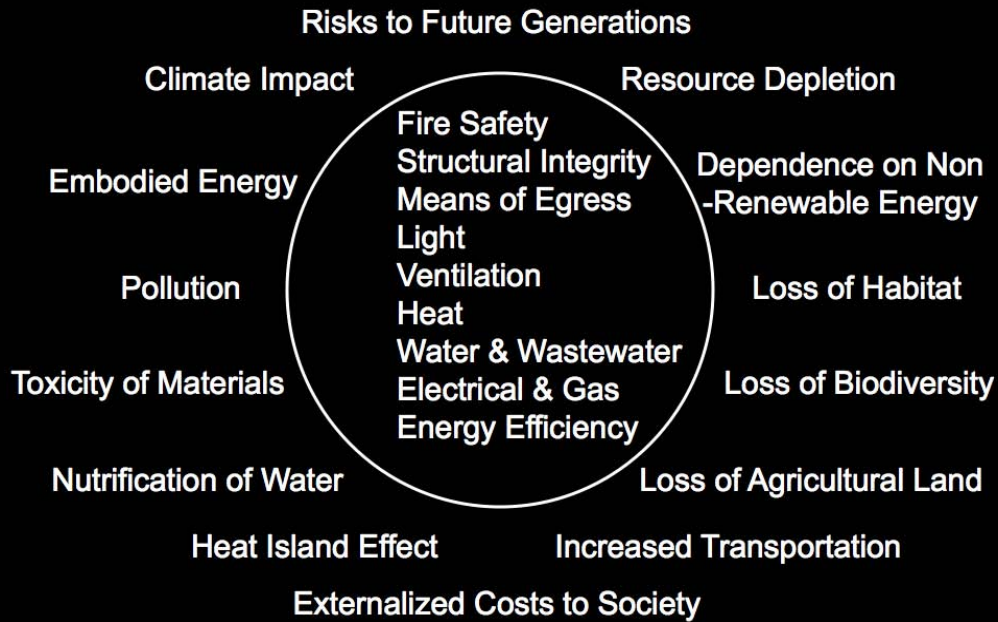 Risks to Future Generations
Climate Impact
Resource Depletion
Fire Safety
Structural Integrity
Means of Egress
Light
Ventilation
Heat
Water & Wastewater
Electrical & Gas
Energy Efficiency
Embodied Energy
Dependence on Non
-Renewable Energy
Pollution
Loss of Habitat
Toxicity of Materials
Loss of Biodiversity
Nutrification of Water
Loss of Agricultural Land
Heat Island Effect
Increased Transportation
Externalized Costs to Society